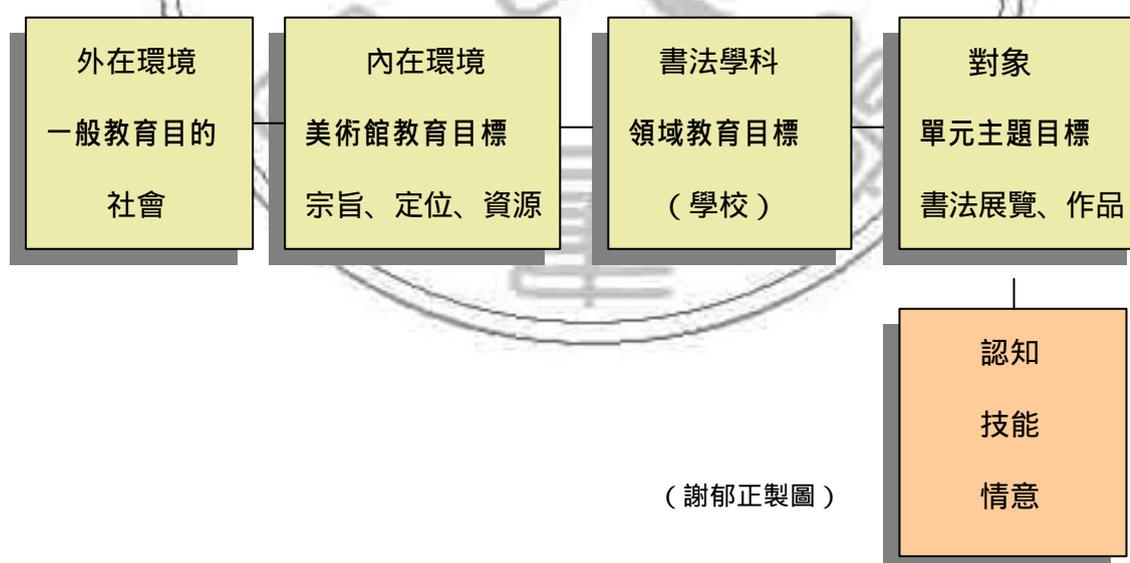 外在環境
一般教育目的
社會
內在環境
美術館教育目標
宗旨、定位、資源
書法學科
領域教育目標
（學校）
對象
單元主題目標
書法展覽、作品
認知
技能
情意
（謝郁正製圖）